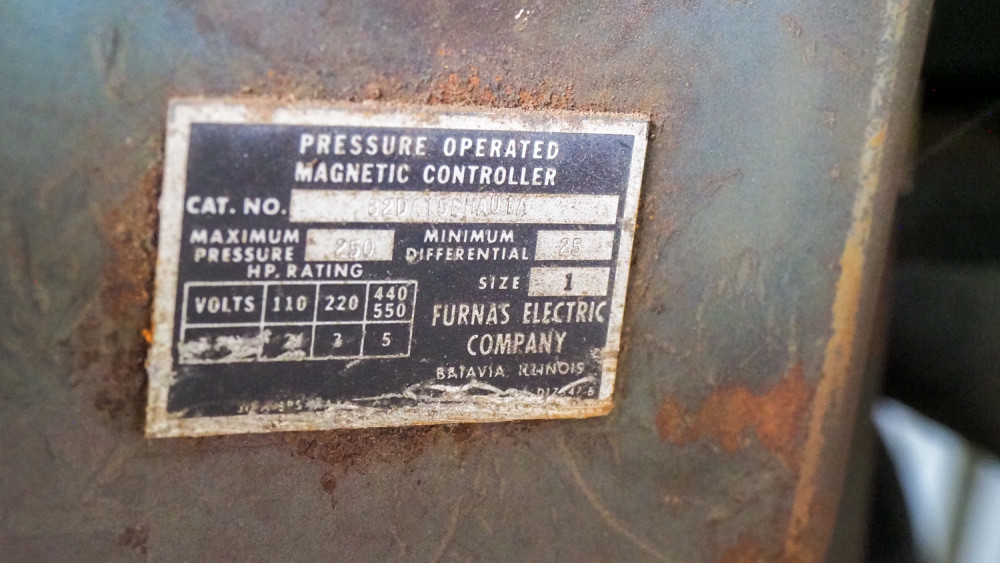 PRESSURE OPERATED
MAGNETIC CONTROLLER
CAT. NO.
MAXIMUM PRESSURE 250
MINIMUM DIFFERENTIAL 25
HP. RATING
SIZE 1
VOLTS 110 220 440 550
5
FURNAS ELECTRIC
COMPANY
BATAVIA ILLINOIS